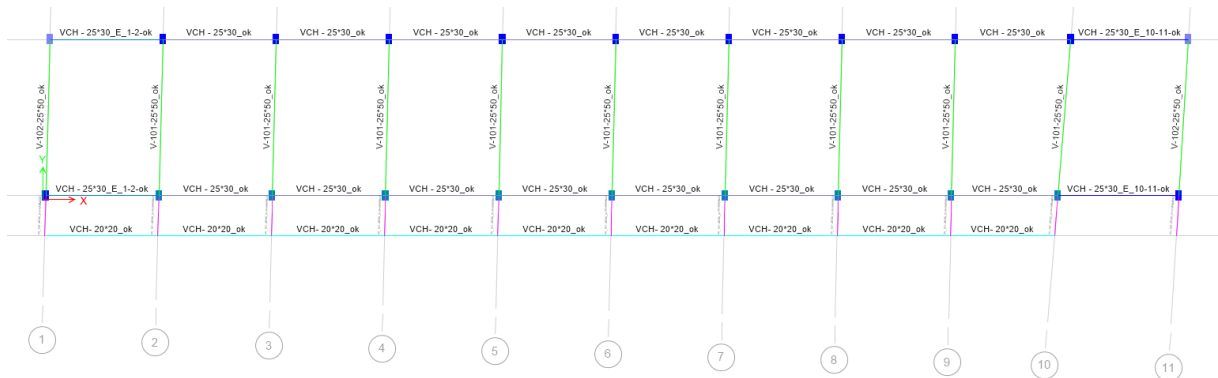 VCH - 25*30_E_1-2-ok
VCH - 25*30_ok
VCH - 25*30_ok
VCH - 25*30_ok
VCH - 25*30_ok
VCH - 25*30_ok
VCH - 25*30_ok
VCH - 25*30_ok
VCH - 25*30_ok
VCH - 25*30_E_10-11-ok
V-102-25*50_ok
V-101-25*50_ok
V-101-25*50_ok
V-101-25*50_ok
V-101-25*50_ok
V-101-25*50_ok
V-101-25*50_ok
V-101-25*50_ok
V-101-25*50_ok
V-101-25*50_ok
V-102-25*50_ok
Y
X
VCH - 25*30_E_1-2-ok
VCH - 25*30_ok
VCH - 25*30_ok
VCH - 25*30_ok
VCH - 25*30_ok
VCH - 25*30_ok
VCH - 25*30_ok
VCH - 25*30_ok
VCH - 25*30_ok
VCH - 25*30_E_10-11-ok
VCH- 20*20_ok
VCH- 20*20_ok
VCH- 20*20_ok
VCH- 20*20_ok
VCH- 20*20_ok
VCH- 20*20_ok
VCH- 20*20_ok
VCH- 20*20_ok
VCH- 20*20_ok
1
2
3
4
5
6
7
8
9
10
11